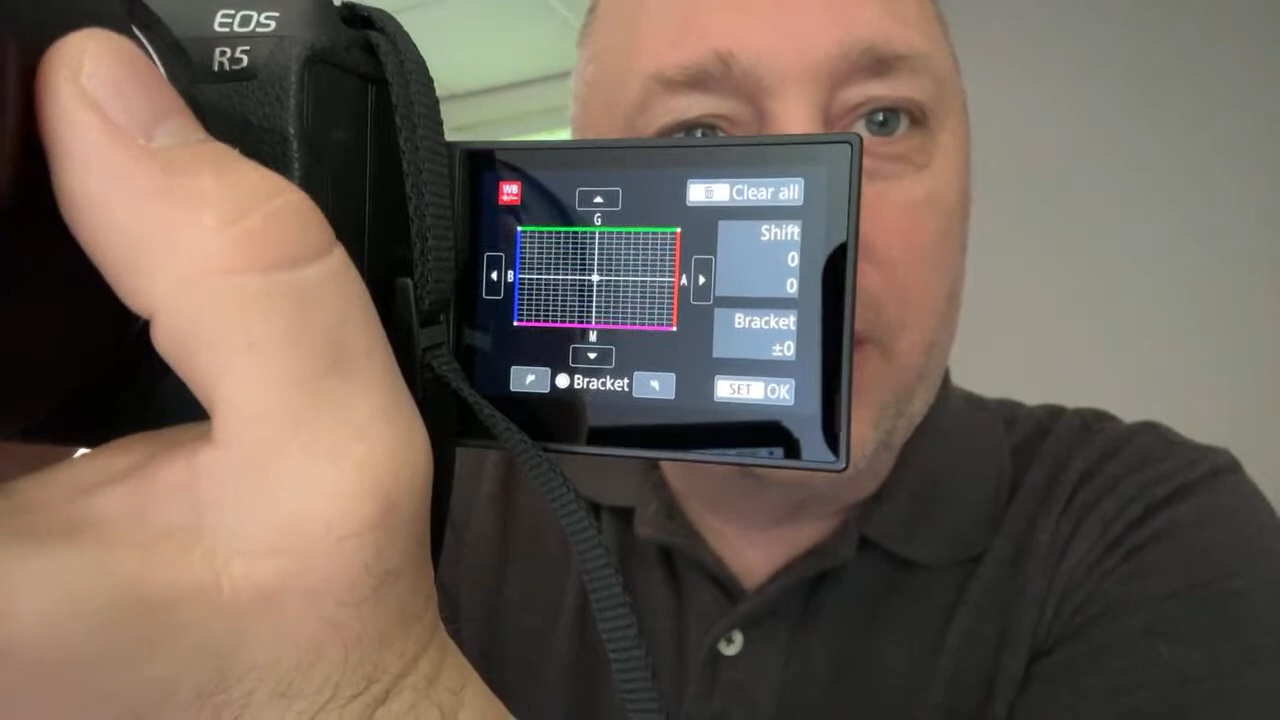 EOS
R5
WB
+/-
Clear all
G
Shift
0
0
B
A
Bracket
±0
M
Bracket
SET OK